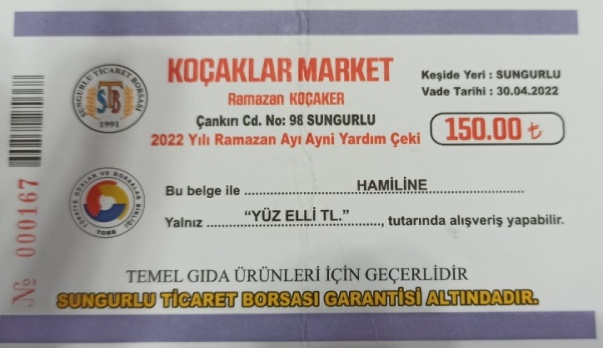 SUNGURLU TİCARET BORSASI
STB
1991
KOÇAKLAR MARKET
Ramazan KOÇAKER
Çankırı Cd. No: 98 SUNGURLU
2022 Yılı Ramazan Ayı Ayni Yardım Çeki
Keşide Yeri : SUNGURLU
Vade Tarihi : 30.04.2022
150.00 ₺
№ 000167
TÜRKİYE ODALAR VE BORSALAR BİRLİĞİ
TOBB
Bu belge ile ........ HAMİLİNE ........
Yalnız ........ “YÜZ ELLİ TL.” ........, tutarında alışveriş yapabilir.
TEMEL GIDA ÜRÜNLERİ İÇİN GEÇERLİDİR
SUNGURLU TİCARET BORSASI GARANTİSİ ALTINDADIR.